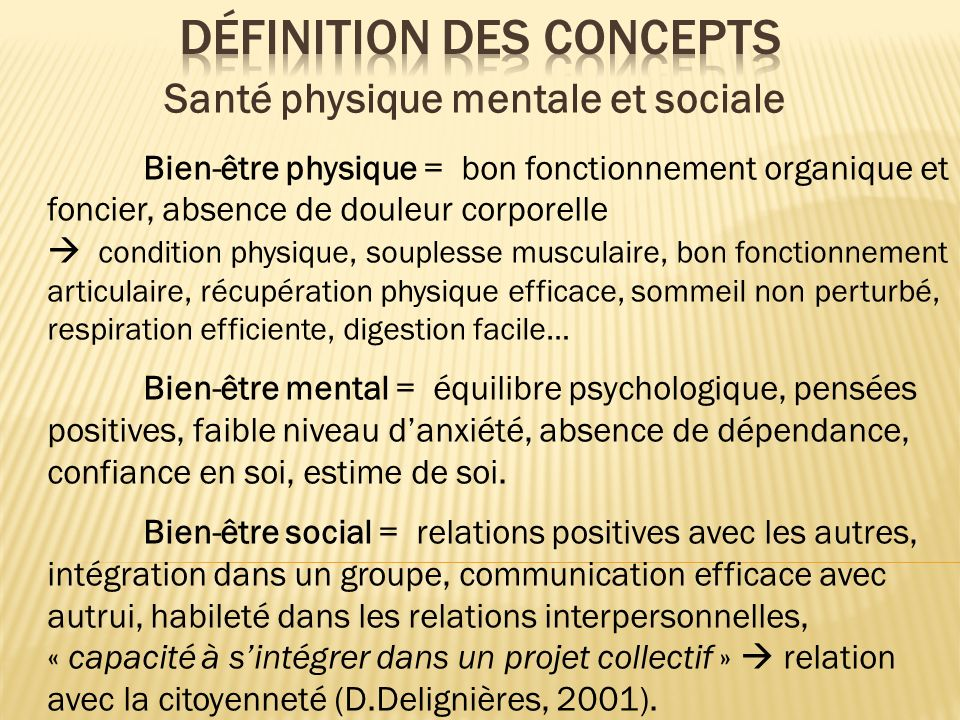 DÉFINITION DES CONCEPTS
Santé physique mentale et sociale
Bien-être physique = bon fonctionnement organique et
foncier, absence de douleur corporelle
→ condition physique, souplesse musculaire, bon fonctionnement
articulaire, récupération physique efficace, sommeil non perturbé,
respiration efficiente, digestion facile…
Bien-être mental = équilibre psychologique, pensées
positives, faible niveau d’anxiété, absence de dépendance,
confiance en soi, estime de soi.
Bien-être social = relations positives avec les autres,
intégration dans un groupe, communication efficace avec
autrui, habileté dans les relations interpersonnelles,
« capacité à s’intégrer dans un projet collectif » → relation
avec la citoyenneté (D.Delignières, 2001).